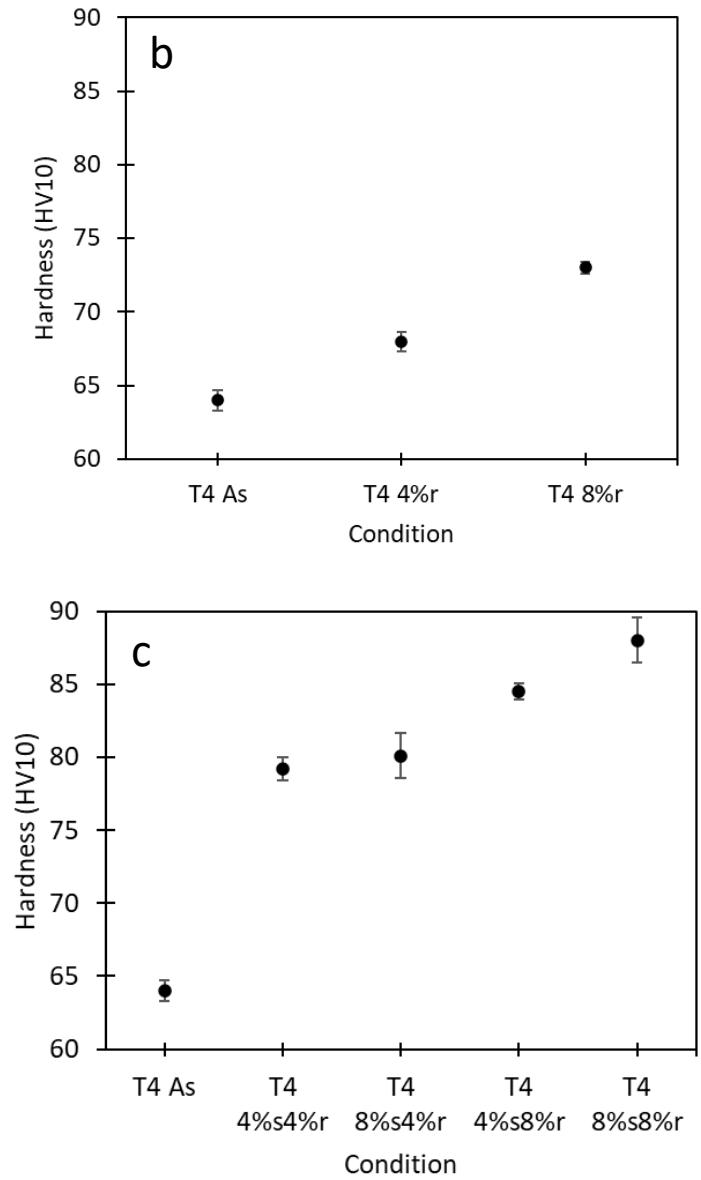 b
90
85
80
75
70
65
60
Hardness (HV10)
T4 As T4 4%r T4 8%r
Condition
c
90
85
80
75
70
65
60
Hardness (HV10)
T4 As T4 T4 T4 T4
4%s4%r 8%s4%r 4%s8%r 8%s8%r
Condition